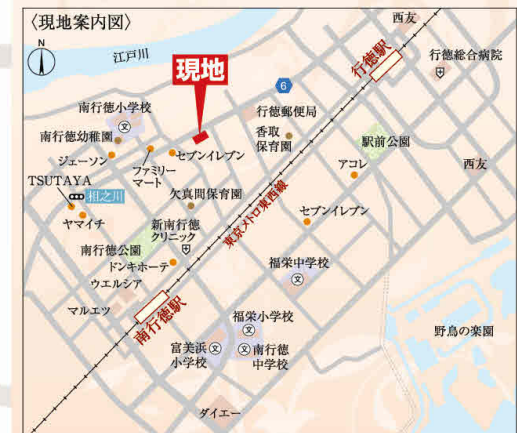 〈現地案内図〉
N
江戸川
西友
行徳駅
行徳総合病院
現地
6
南行徳小学校
文
行徳郵便局
香取
保育園
駅前公園
南行徳幼稚園
ジェーソン
ファミリー
マート
セブンイレブン
アコレ
西友
TSUTAYA
相之川
ヤマイチ
欠真間保育園
東京メトロ東西線
セブンイレブン
新南行徳
クリニック
南行徳公園
ドンキホーテ
ウエルシア
福栄中学校
文
マルエツ
南行徳駅
福栄小学校
文
野鳥の楽園
富美浜
小学校
文
文
南行徳
中学校
ダイエー